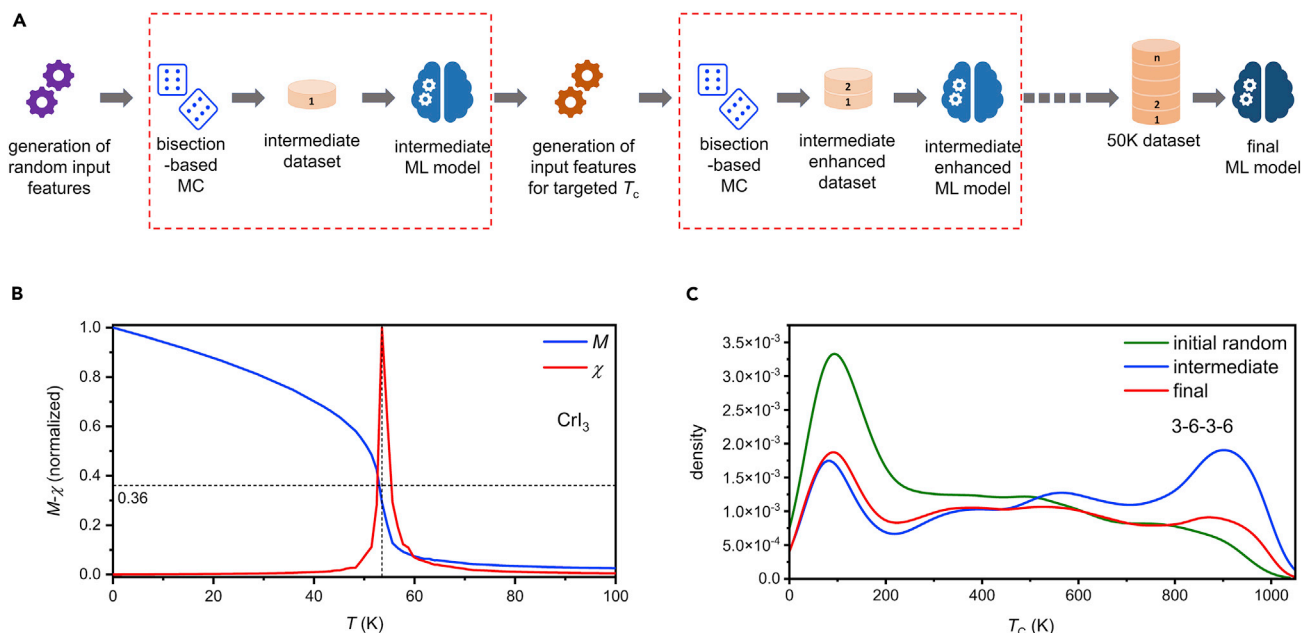 A
1
2
1
n
2
1
generation of
random input
features
bisection
-based
MC
intermediate
dataset
intermediate
ML model
generation of
input features
for targeted Tc
bisection
-based
MC
intermediate
enhanced
dataset
intermediate
enhanced
ML model
50K dataset
final
ML model
B
M-χ (normalized)
1.0
0.8
0.6
0.4
0.2
0.0
0.36
M
χ
CrI3
0
20
40
60
80
100
T (K)
C
density
3.5×10-3
3.0×10-3
2.5×10-3
2.0×10-3
1.5×10-3
1.0×10-3
5.0×10-4
0.0
initial random
intermediate
final
3-6-3-6
0
200
400
600
800
1000
TC (K)